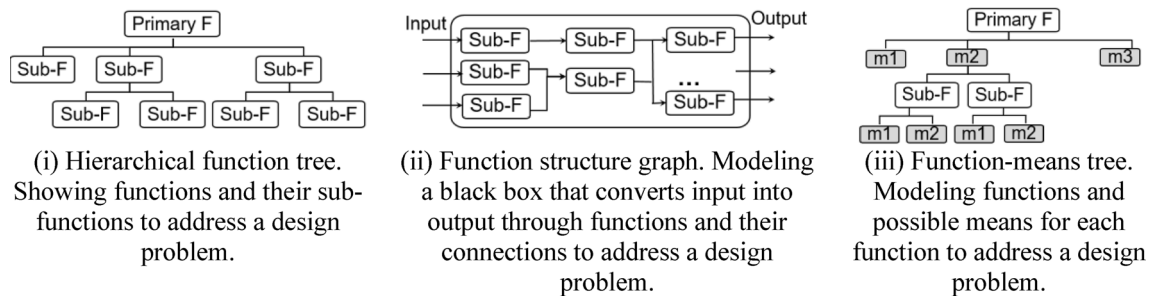 Primary F
Sub-F Sub-F Sub-F
Sub-F Sub-F Sub-F Sub-F
(i) Hierarchical function tree.
Showing functions and their sub-
functions to address a design
problem.
Input Output
Sub-F Sub-F Sub-F
Sub-F Sub-F ...
Sub-F Sub-F
(ii) Function structure graph. Modeling
a black box that converts input into
output through functions and their
connections to address a design
problem.
Primary F
m1 m2 m3
Sub-F Sub-F
m1 m2 m1 m2
(iii) Function-means tree.
Modeling functions and
possible means for each
function to address a design
problem.